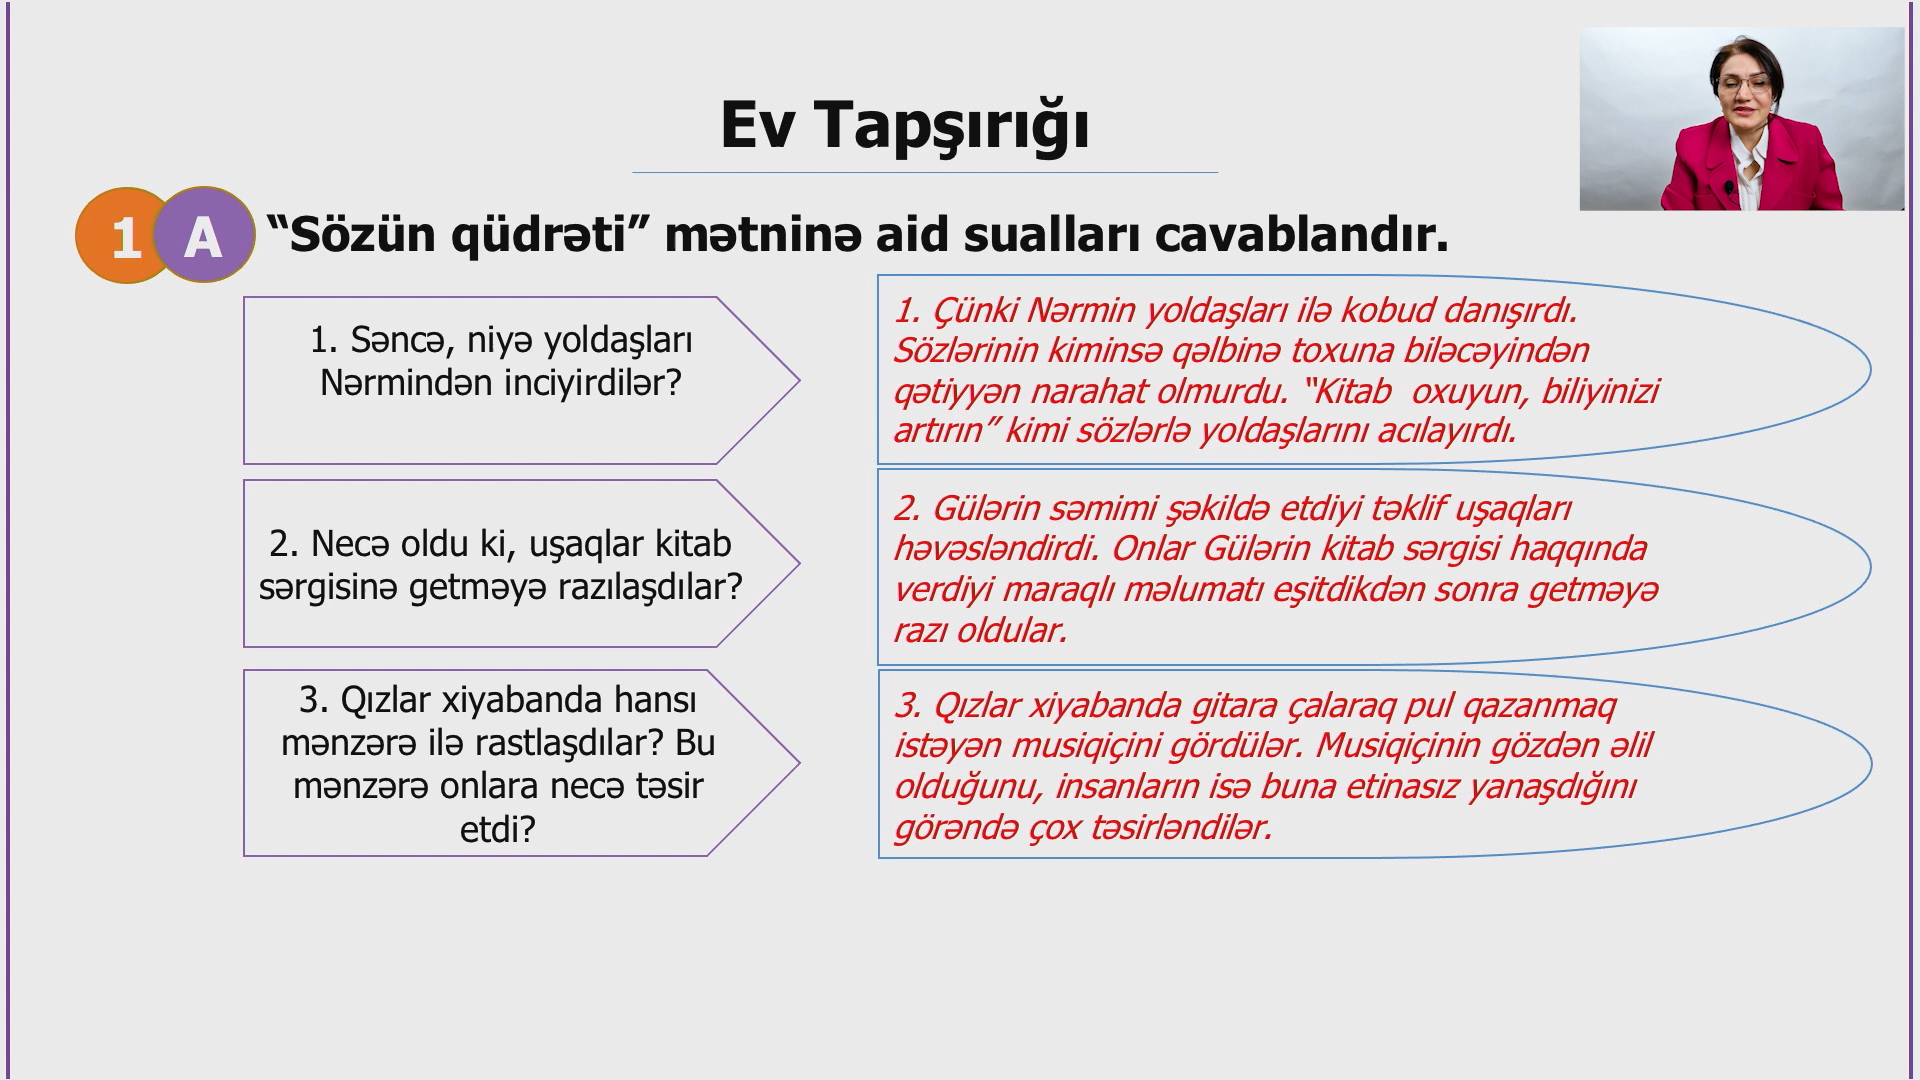 Ev Tapşırığı
1 A “Sözün qüdrəti” mətninə aid sualları cavablandır.
1. Səncə, niyə yoldaşları
Nərmindən inciyirdilər?
1. Çünki Nərmin yoldaşları ilə kobud danışırdı.
Sözlərinin kiminsə qəlbinə toxuna biləcəyindən
qətiyyən narahat olmurdu. “Kitab  oxuyun, biliyinizi
artırın” kimi sözlərlə yoldaşlarını acılayırdı.
2. Necə oldu ki, uşaqlar kitab
sərgisinə getməyə razılaşdılar?
2. Gülərin səmimi şəkildə etdiyi təklif uşaqları
həvəsləndirdi. Onlar Gülərin kitab sərgisi haqqında
verdiyi maraqlı məlumatı eşitdikdən sonra getməyə
razı oldular.
3. Qızlar xiyabanda hansı
mənzərə ilə rastlaşdılar? Bu
mənzərə onlara necə təsir
etdi?
3. Qızlar xiyabanda gitara çalaraq pul qazanmaq
istəyən musiqiçini gördülər. Musiqiçinin gözdən əlil
olduğunu, insanların isə buna etinasız yanaşdığını
görəndə çox təsirləndilər.